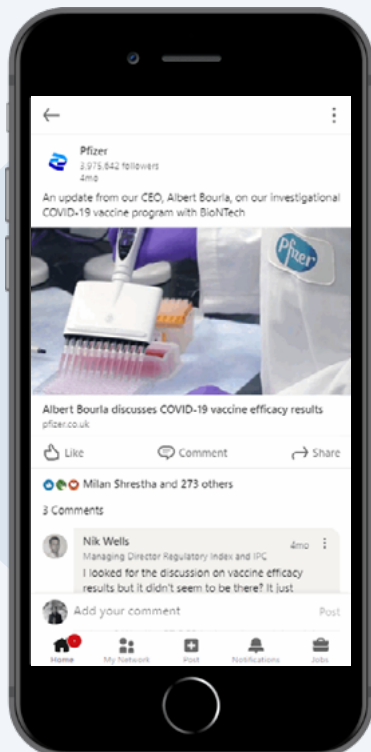 Pfizer
3,975,642 followers
4mo
An update from our CEO, Albert Bourla, on our investigational
COVID-19 vaccine program with BioNTech
Pfizer
Albert Bourla discusses COVID-19 vaccine efficacy results
pfizer.co.uk
Like Comment Share
Milan Shrestha and 273 others
3 Comments
Nik Wells 4mo
Managing Director Regulatory Index and IPC
I looked for the discussion on vaccine efficacy
results but it didn't seem to be there? It just
Add your comment Post
Home My Network Post Notifications Jobs